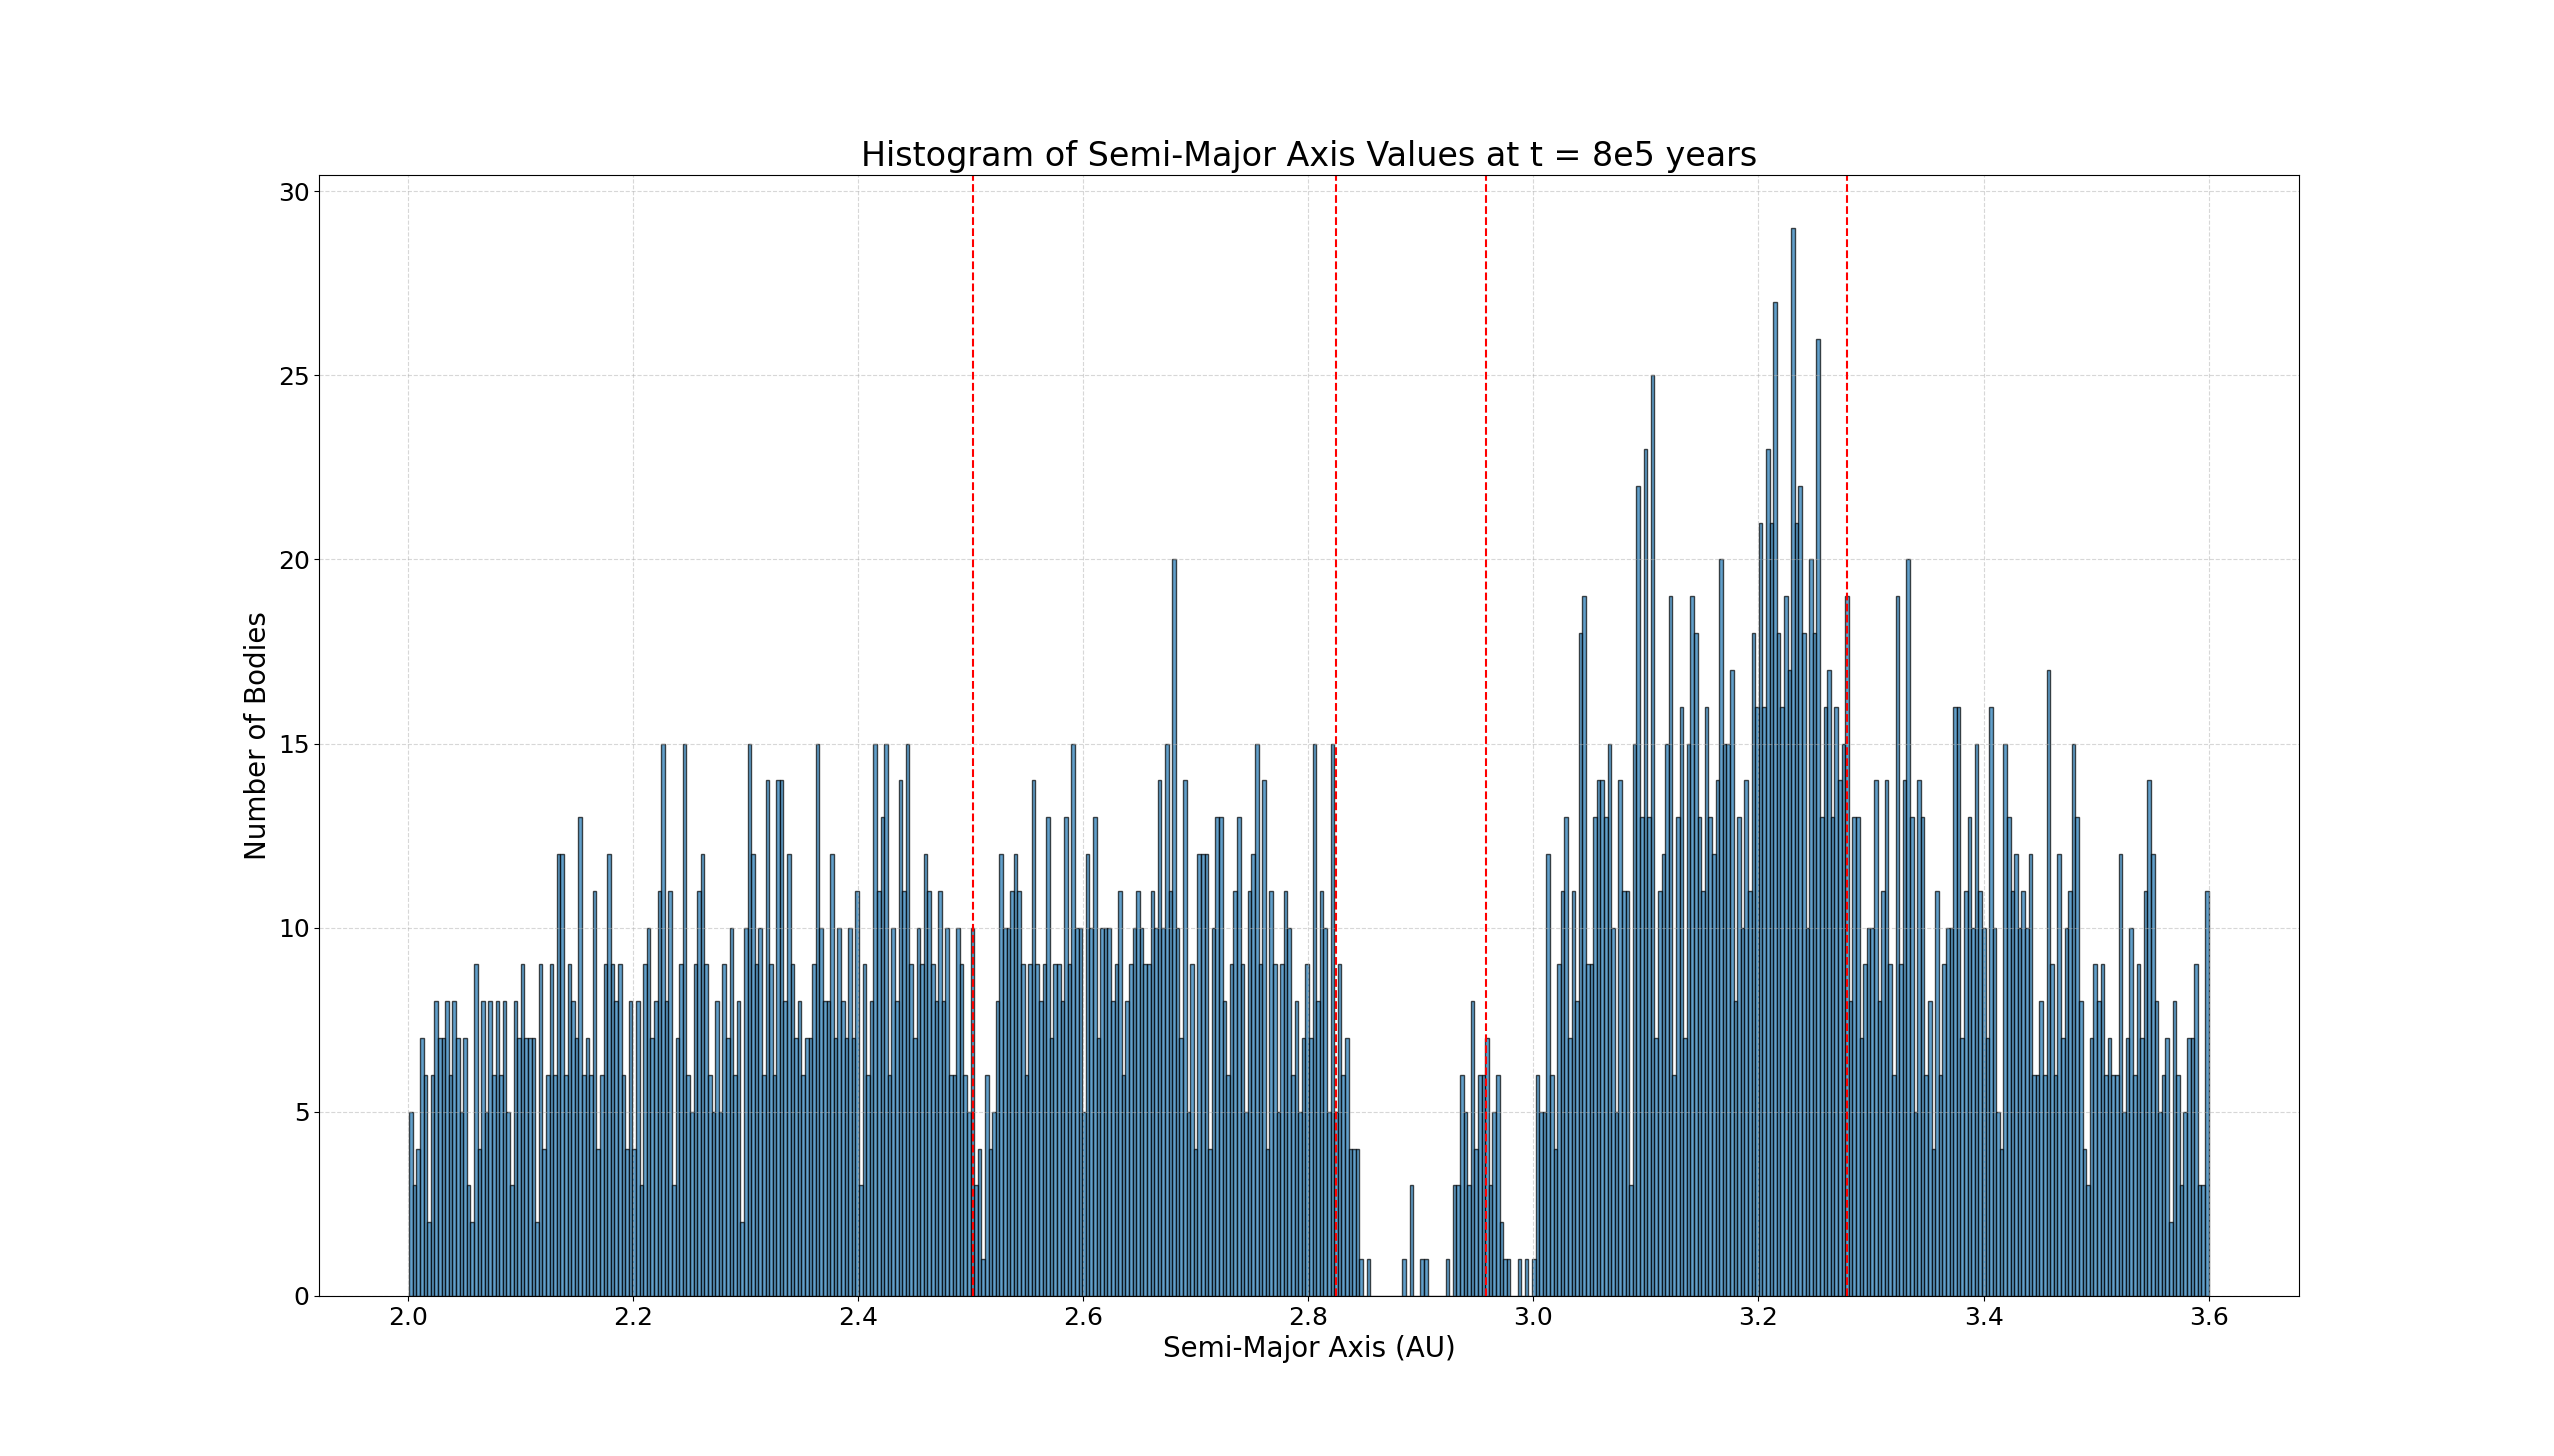 Histogram of Semi-Major Axis Values at t = 8e5 years
30
25
20
15
10
5
0
Number of Bodies
2.0 2.2 2.4 2.6 2.8 3.0 3.2 3.4 3.6
Semi-Major Axis (AU)